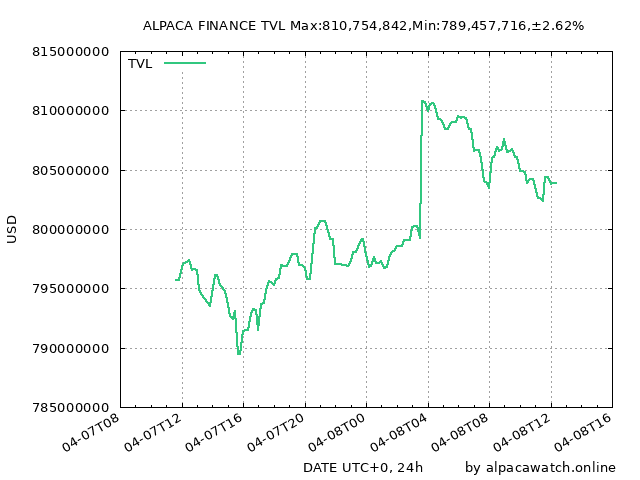 ALPACA FINANCE TVL Max:810,754,842,Min:789,457,716,±2.62%
815000000
TVL
810000000
805000000
800000000
795000000
790000000
785000000
USD
04-07T08
04-07T12
04-07T16
04-07T20
04-08T00
04-08T04
04-08T08
04-08T12
04-08T16
DATE UTC+0, 24h
by alpacawatch.online